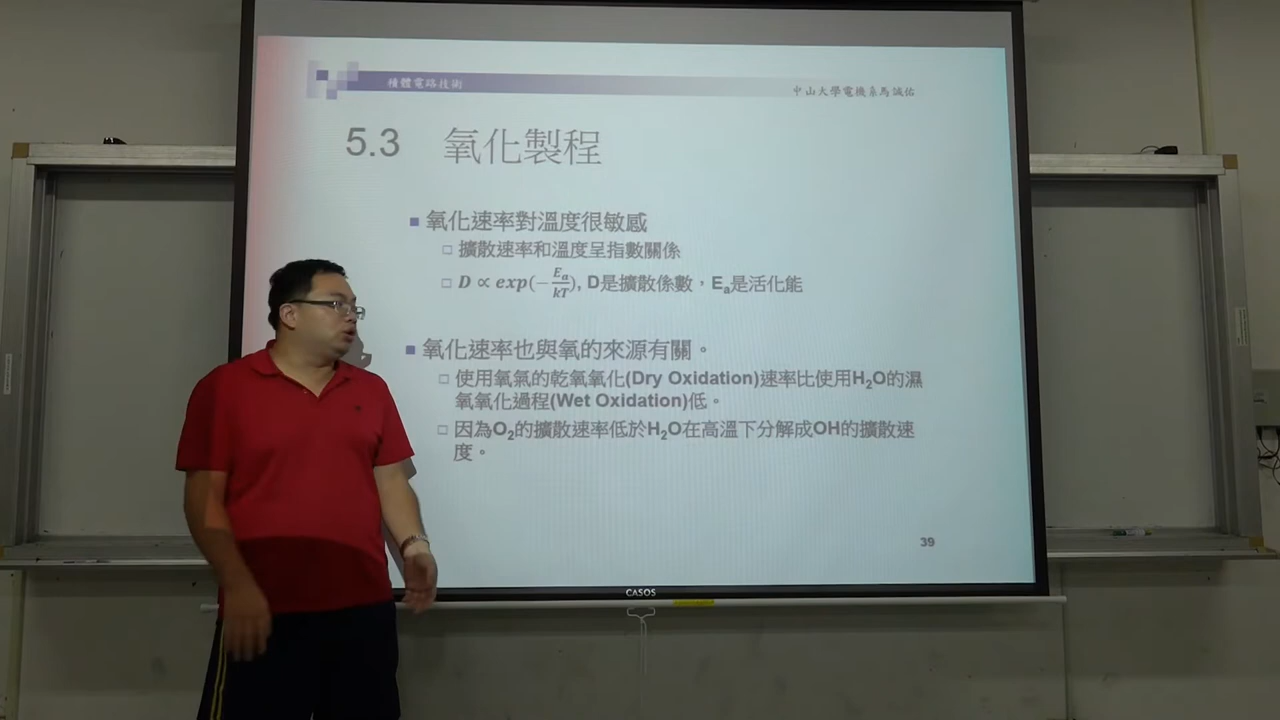 積體電路技術
中山大學電機系馬誠佑
5.3 氧化製程
氧化速率對溫度很敏感
擴散速率和溫度呈指數關係
D ∝ exp(−Ea/kT), D是擴散係數，Ea是活化能
氧化速率也與氧的來源有關。
使用氧氣的乾氧氧化(Dry Oxidation)速率比使用H2O的濕
氧氧化過程(Wet Oxidation)低。
因為O2的擴散速率低於H2O在高溫下分解成OH的擴散速
度。
39
CASOS